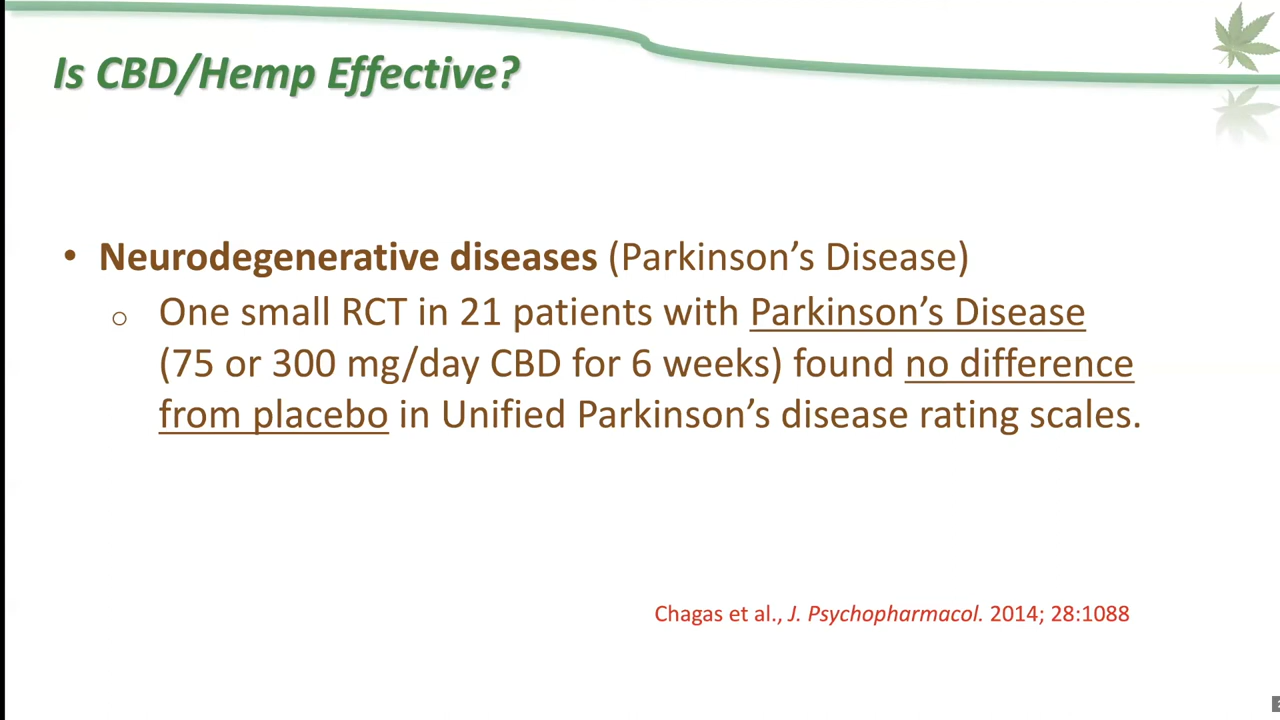 Is CBD/Hemp Effective?
• Neurodegenerative diseases (Parkinson’s Disease)
o One small RCT in 21 patients with Parkinson’s Disease
(75 or 300 mg/day CBD for 6 weeks) found no difference
from placebo in Unified Parkinson’s disease rating scales.
Chagas et al., J. Psychopharmacol. 2014; 28:1088